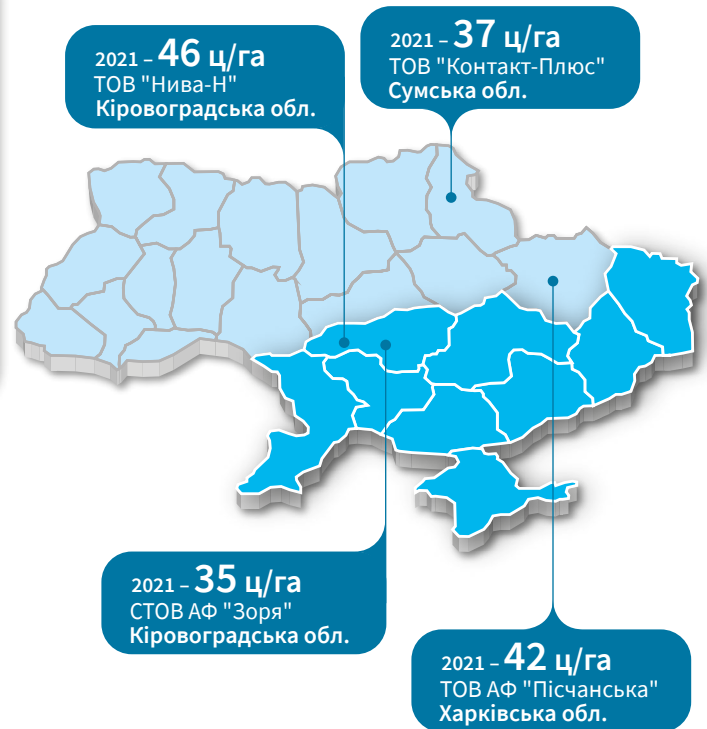 2021 – 46 ц/га
ТОВ "Нива-Н"
Кіровоградська обл.
2021 – 37 ц/га
ТОВ "Контакт-Плюс"
Сумська обл.
2021 – 35 ц/га
СТОВ АФ "Зоря"
Кіровоградська обл.
2021 – 42 ц/га
ТОВ АФ "Пісчанська"
Харківська обл.